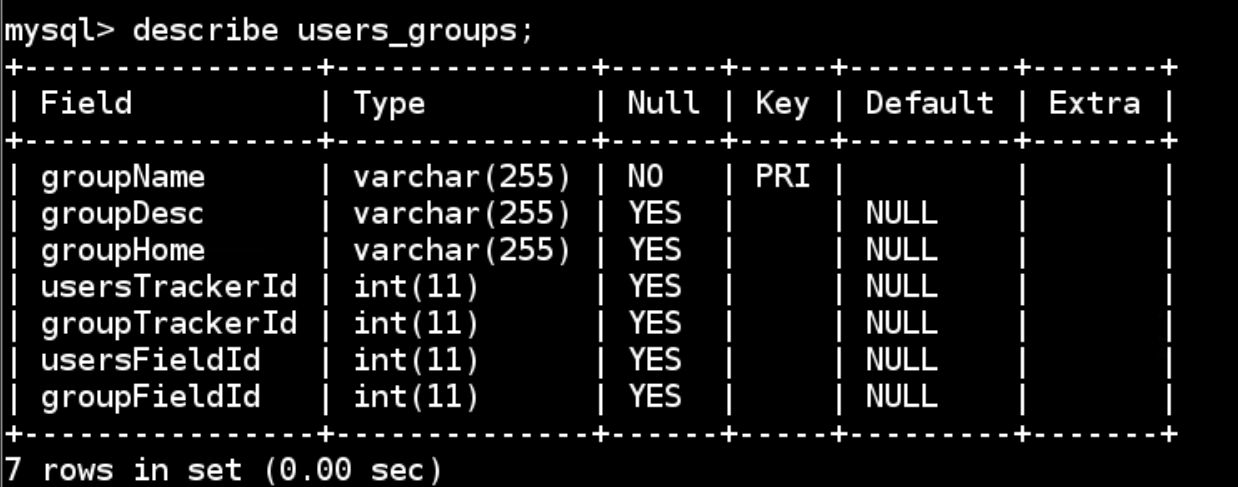 mysql> describe users_groups;
+----------------+--------------+------+-----+---------+-------+
| Field          | Type         | Null | Key | Default | Extra |
+----------------+--------------+------+-----+---------+-------+
| groupName      | varchar(255) | NO   | PRI |         |       |
| groupDesc      | varchar(255) | YES  |     | NULL    |       |
| groupHome      | varchar(255) | YES  |     | NULL    |       |
| usersTrackerId | int(11)      | YES  |     | NULL    |       |
| groupTrackerId | int(11)      | YES  |     | NULL    |       |
| usersFieldId   | int(11)      | YES  |     | NULL    |       |
| groupFieldId   | int(11)      | YES  |     | NULL    |       |
+----------------+--------------+------+-----+---------+-------+
7 rows in set (0.00 sec)